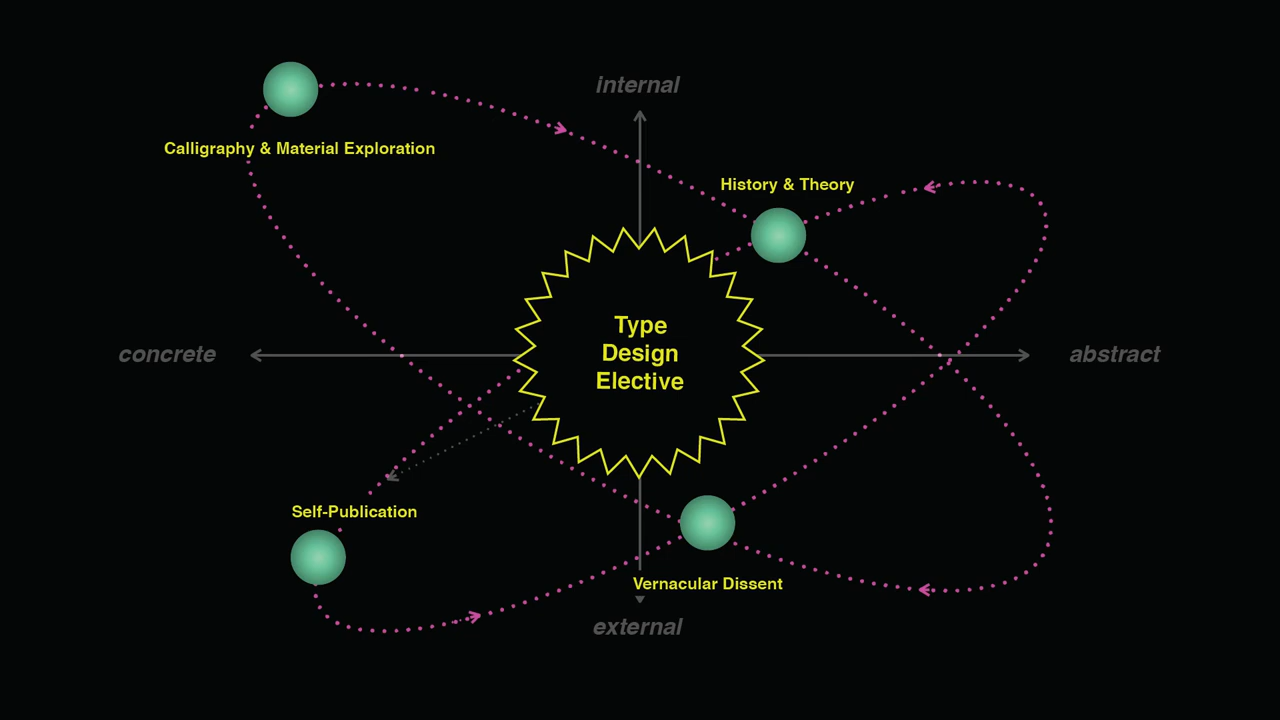 internal
Calligraphy & Material Exploration
History & Theory
Type
Design
Elective
concrete
abstract
Self-Publication
Vernacular Dissent
external